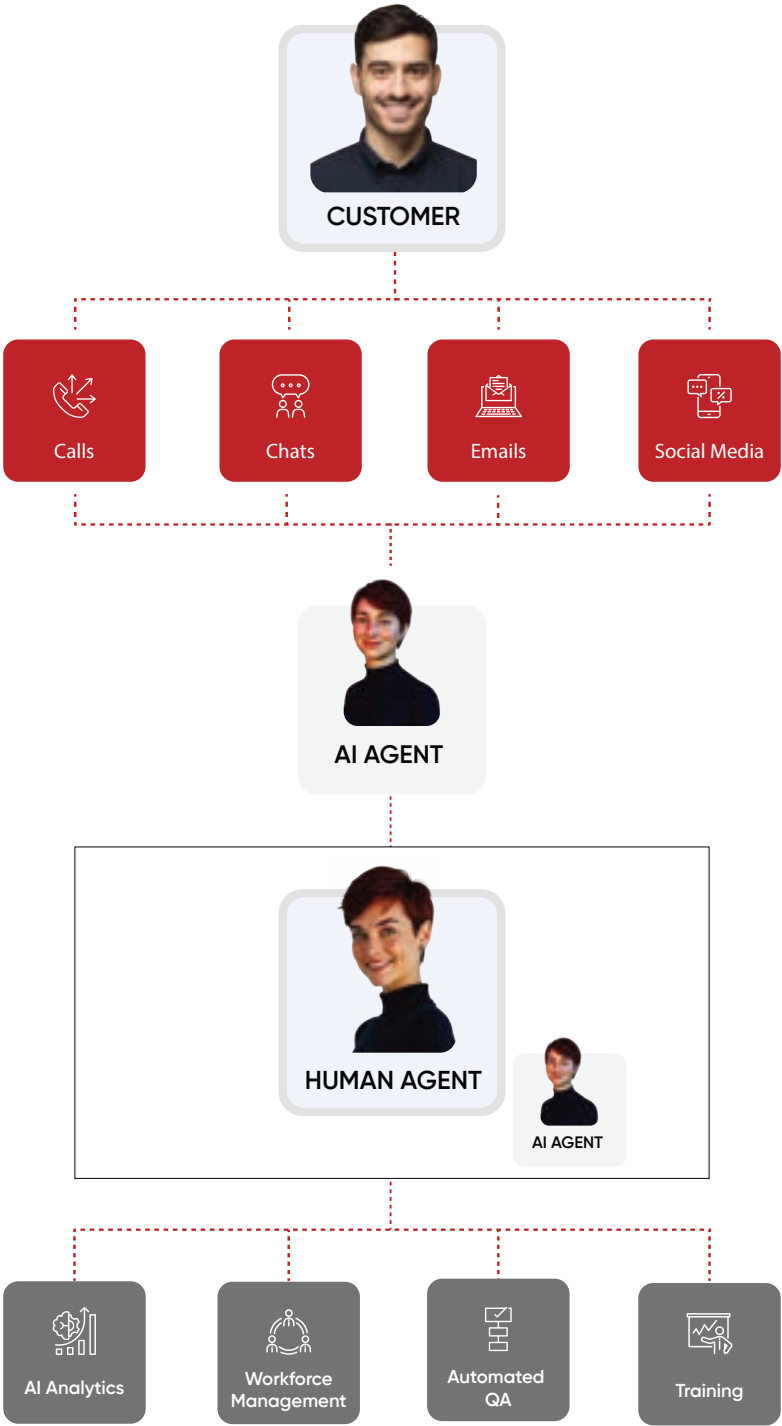 CUSTOMER
Calls
Chats
Emails
Social Media
AI AGENT
HUMAN AGENT
AI AGENT
AI Analytics
Workforce
Management
Automated
QA
Training